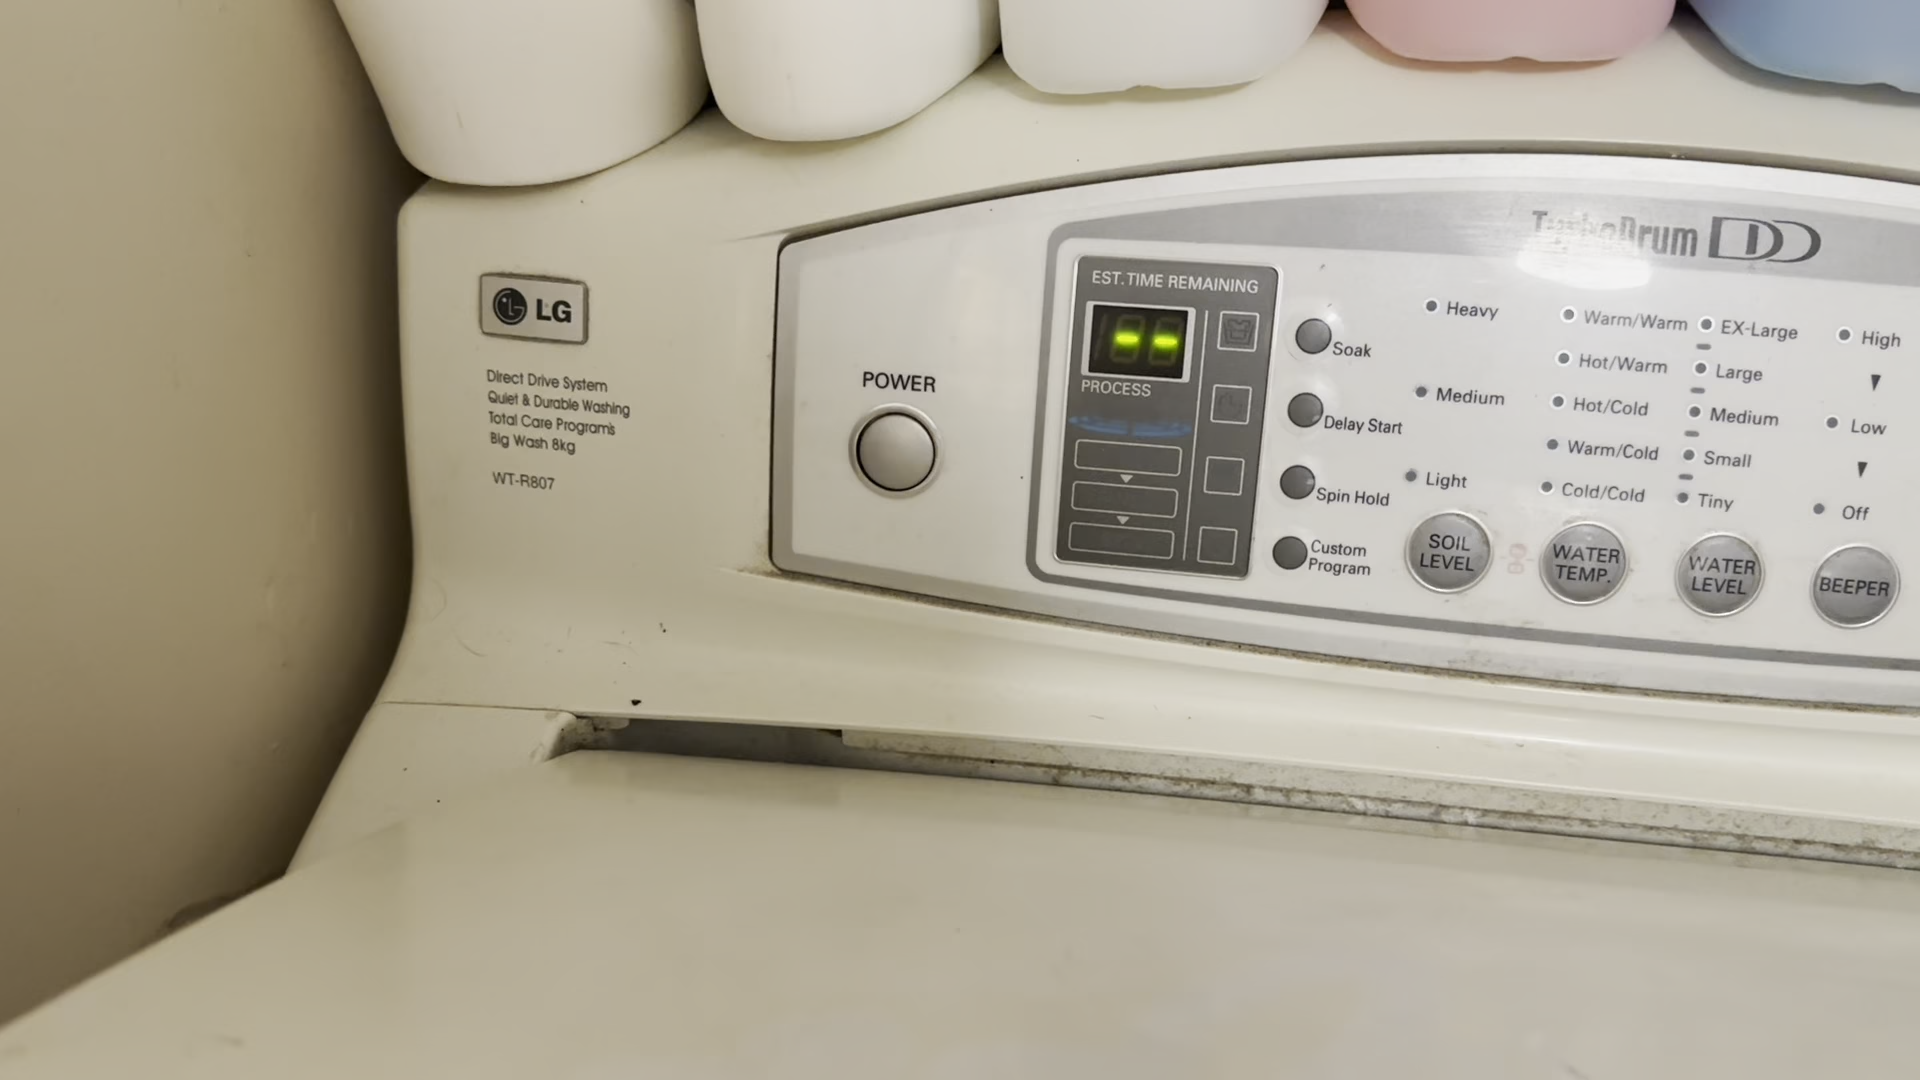 LG
Direct Drive System
Quiet & Durable Washing
Total Care Programs
Big Wash 8kg
WT-R807
POWER
TurboDrum DD
EST. TIME REMAINING
--
PROCESS
Soak
Delay Start
Spin Hold
Custom
Program
Heavy
Medium
Light
SOIL
LEVEL
Warm/Warm
Hot/Warm
Hot/Cold
Warm/Cold
Cold/Cold
WATER
TEMP.
EX-Large
Large
Medium
Small
Tiny
WATER
LEVEL
High
Low
Off
BEEPER